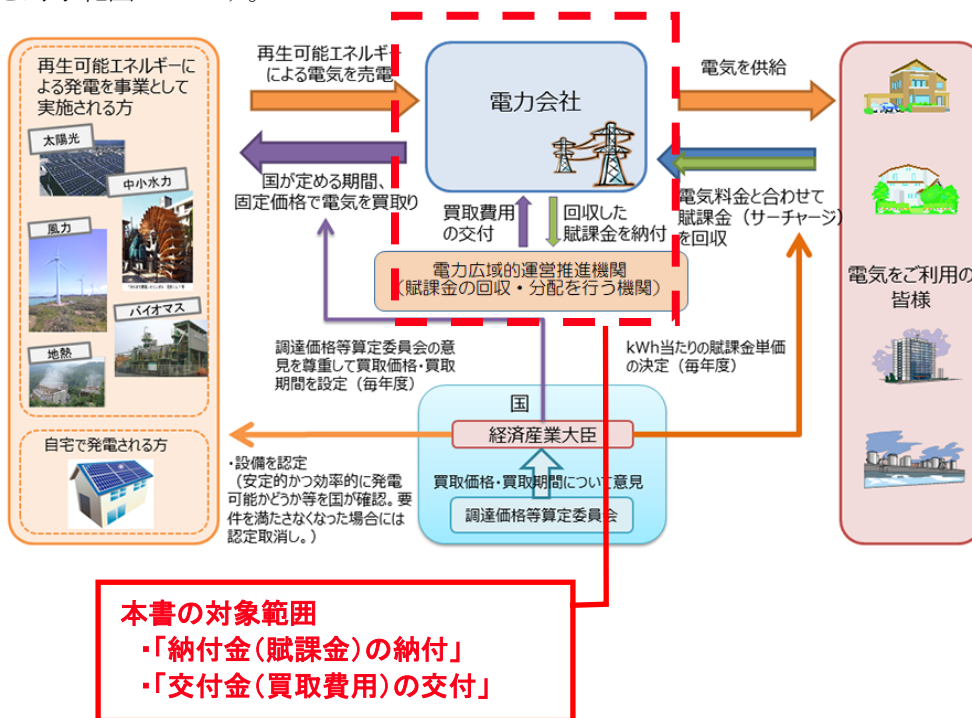 再生可能エネルギーに
よる発電を事業として
実施される方
太陽光
中小水力
風力
バイオマス
地熱
自宅で発電される方
再生可能エネルギー
による電気を売電
国が定める期間、
固定価格で電気を買取り
電力会社
買取費用
の交付
回収した
賦課金を納付
電力広域的運営推進機関
（賦課金の回収・分配を行う機関）
電気を供給
電気料金と合わせて
賦課金（サーチャージ）
を回収
電気をご利用の
皆様
調達価格等算定委員会の意
見を尊重して買取価格・買取
期間を設定（毎年度）
kWh当たりの賦課金単価
の決定（毎年度）
国
経済産業大臣
買取価格・買取期間について意見
調達価格等算定委員会
・設備を認定
（安定的かつ効率的に発電
可能かどうか等を国が確認。要
件を満たさなくなった場合には
認定取消し。）
本書の対象範囲
・「納付金（賦課金）の納付」
・「交付金（買取費用）の交付」